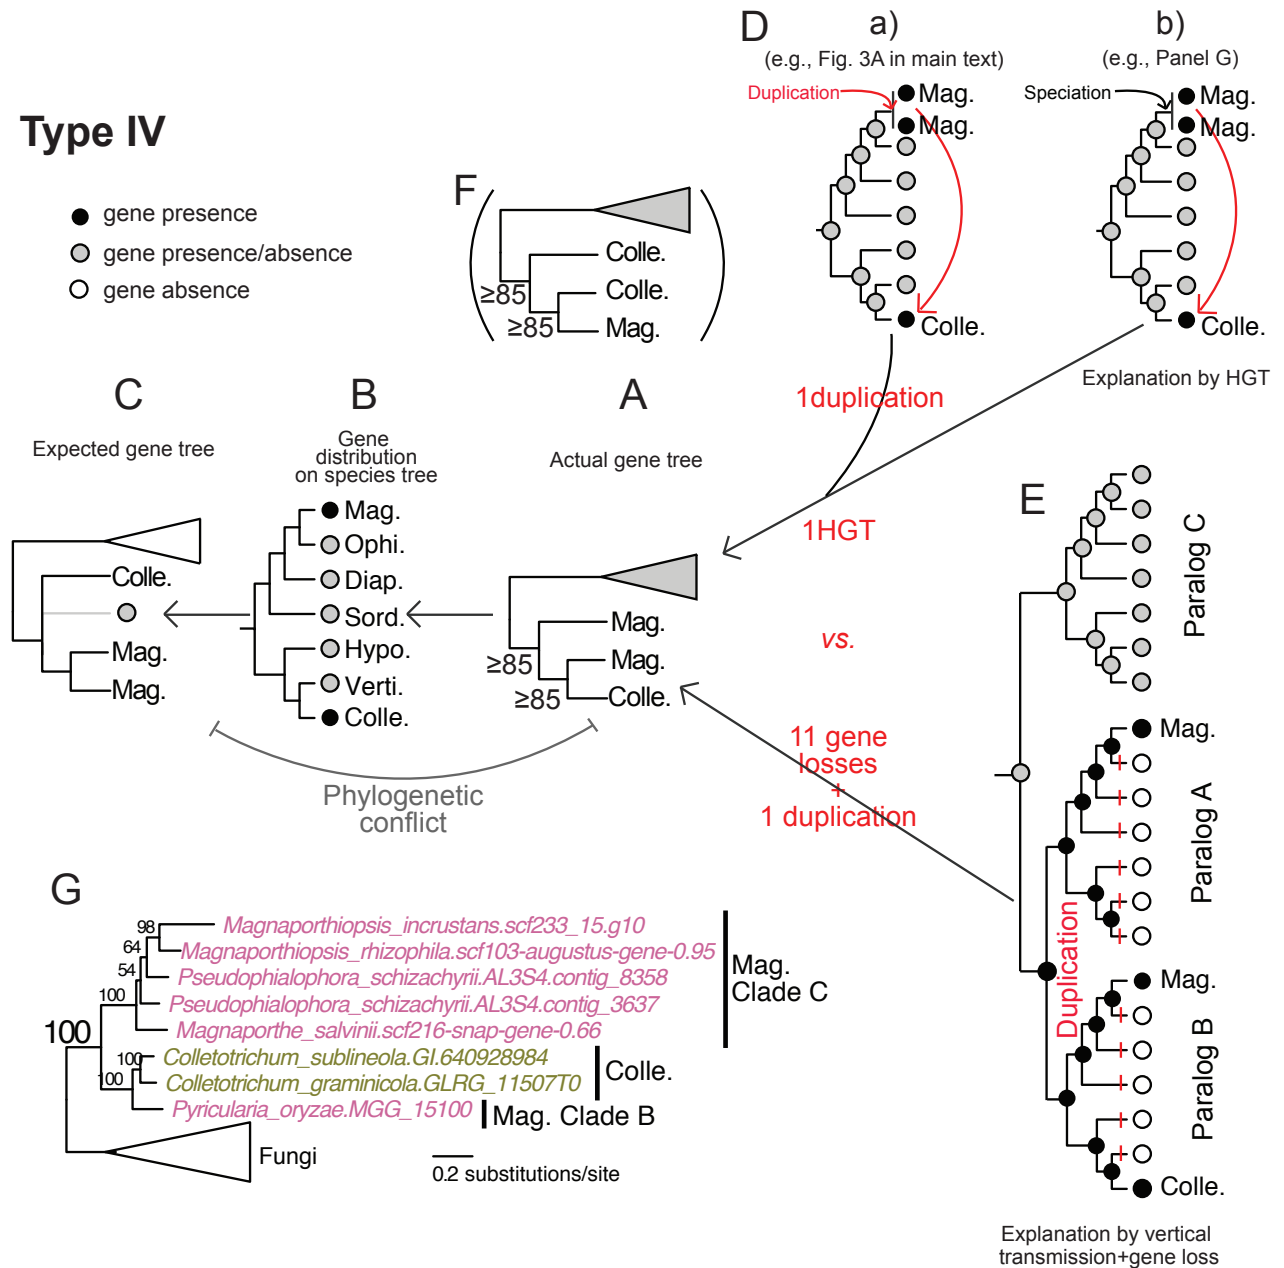 Type IV
gene presence
gene presence/absence
gene absence
F
Colle.
Colle.
Mag.
≥85
≥85
D
a)
(e.g., Fig. 3A in main text)
Duplication
Mag.
Mag.
Colle.
b)
(e.g., Panel G)
Speciation
Mag.
Mag.
Colle.
Explanation by HGT
1duplication
1HGT
vs.
11 gene
losses
+
1 duplication
C
Expected gene tree
Colle.
Mag.
Mag.
B
Gene
distribution
on species tree
Mag.
Ophi.
Diap.
Sord.
Hypo.
Verti.
Colle.
A
Actual gene tree
Mag.
Mag.
Colle.
≥85
≥85
Phylogenetic
conflict
E
Paralog C
Mag.
Paralog A
Duplication
Mag.
Paralog B
Colle.
Explanation by vertical
transmission+gene loss
G
98
64
54
100
100
100
100
Magnaporthiopsis_incrustans.scf233_15.g10
Magnaporthiopsis_rhizophila.scf103-augustus-gene-0.95
Pseudophialophora_schizachyrii.AL3S4.contig_8358
Pseudophialophora_schizachyrii.AL3S4.contig_3637
Magnaporthe_salvinii.scf216-snap-gene-0.66
Colletotrichum_sublineola.GI.640928984
Colletotrichum_graminicola.GLRG_11507T0
Pyricularia_oryzae.MGG_15100
Mag.
Clade C
Colle.
Mag. Clade B
Fungi
0.2 substitutions/site